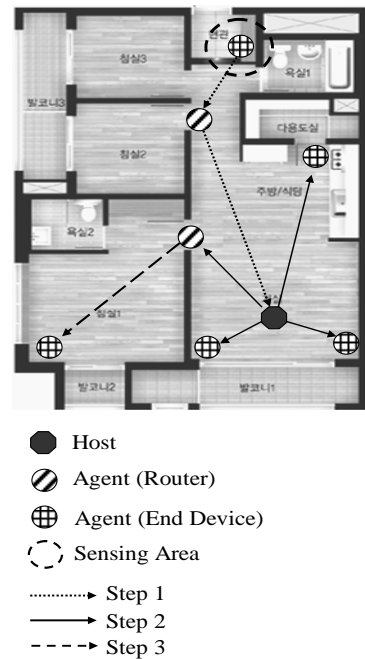 현관
침실3
욕실1
발코니3
다용도실
침실2
주방/식당
욕실2
침실1
거실
발코니2
발코니1
Host
Agent (Router)
Agent (End Device)
Sensing Area
Step 1
Step 2
Step 3